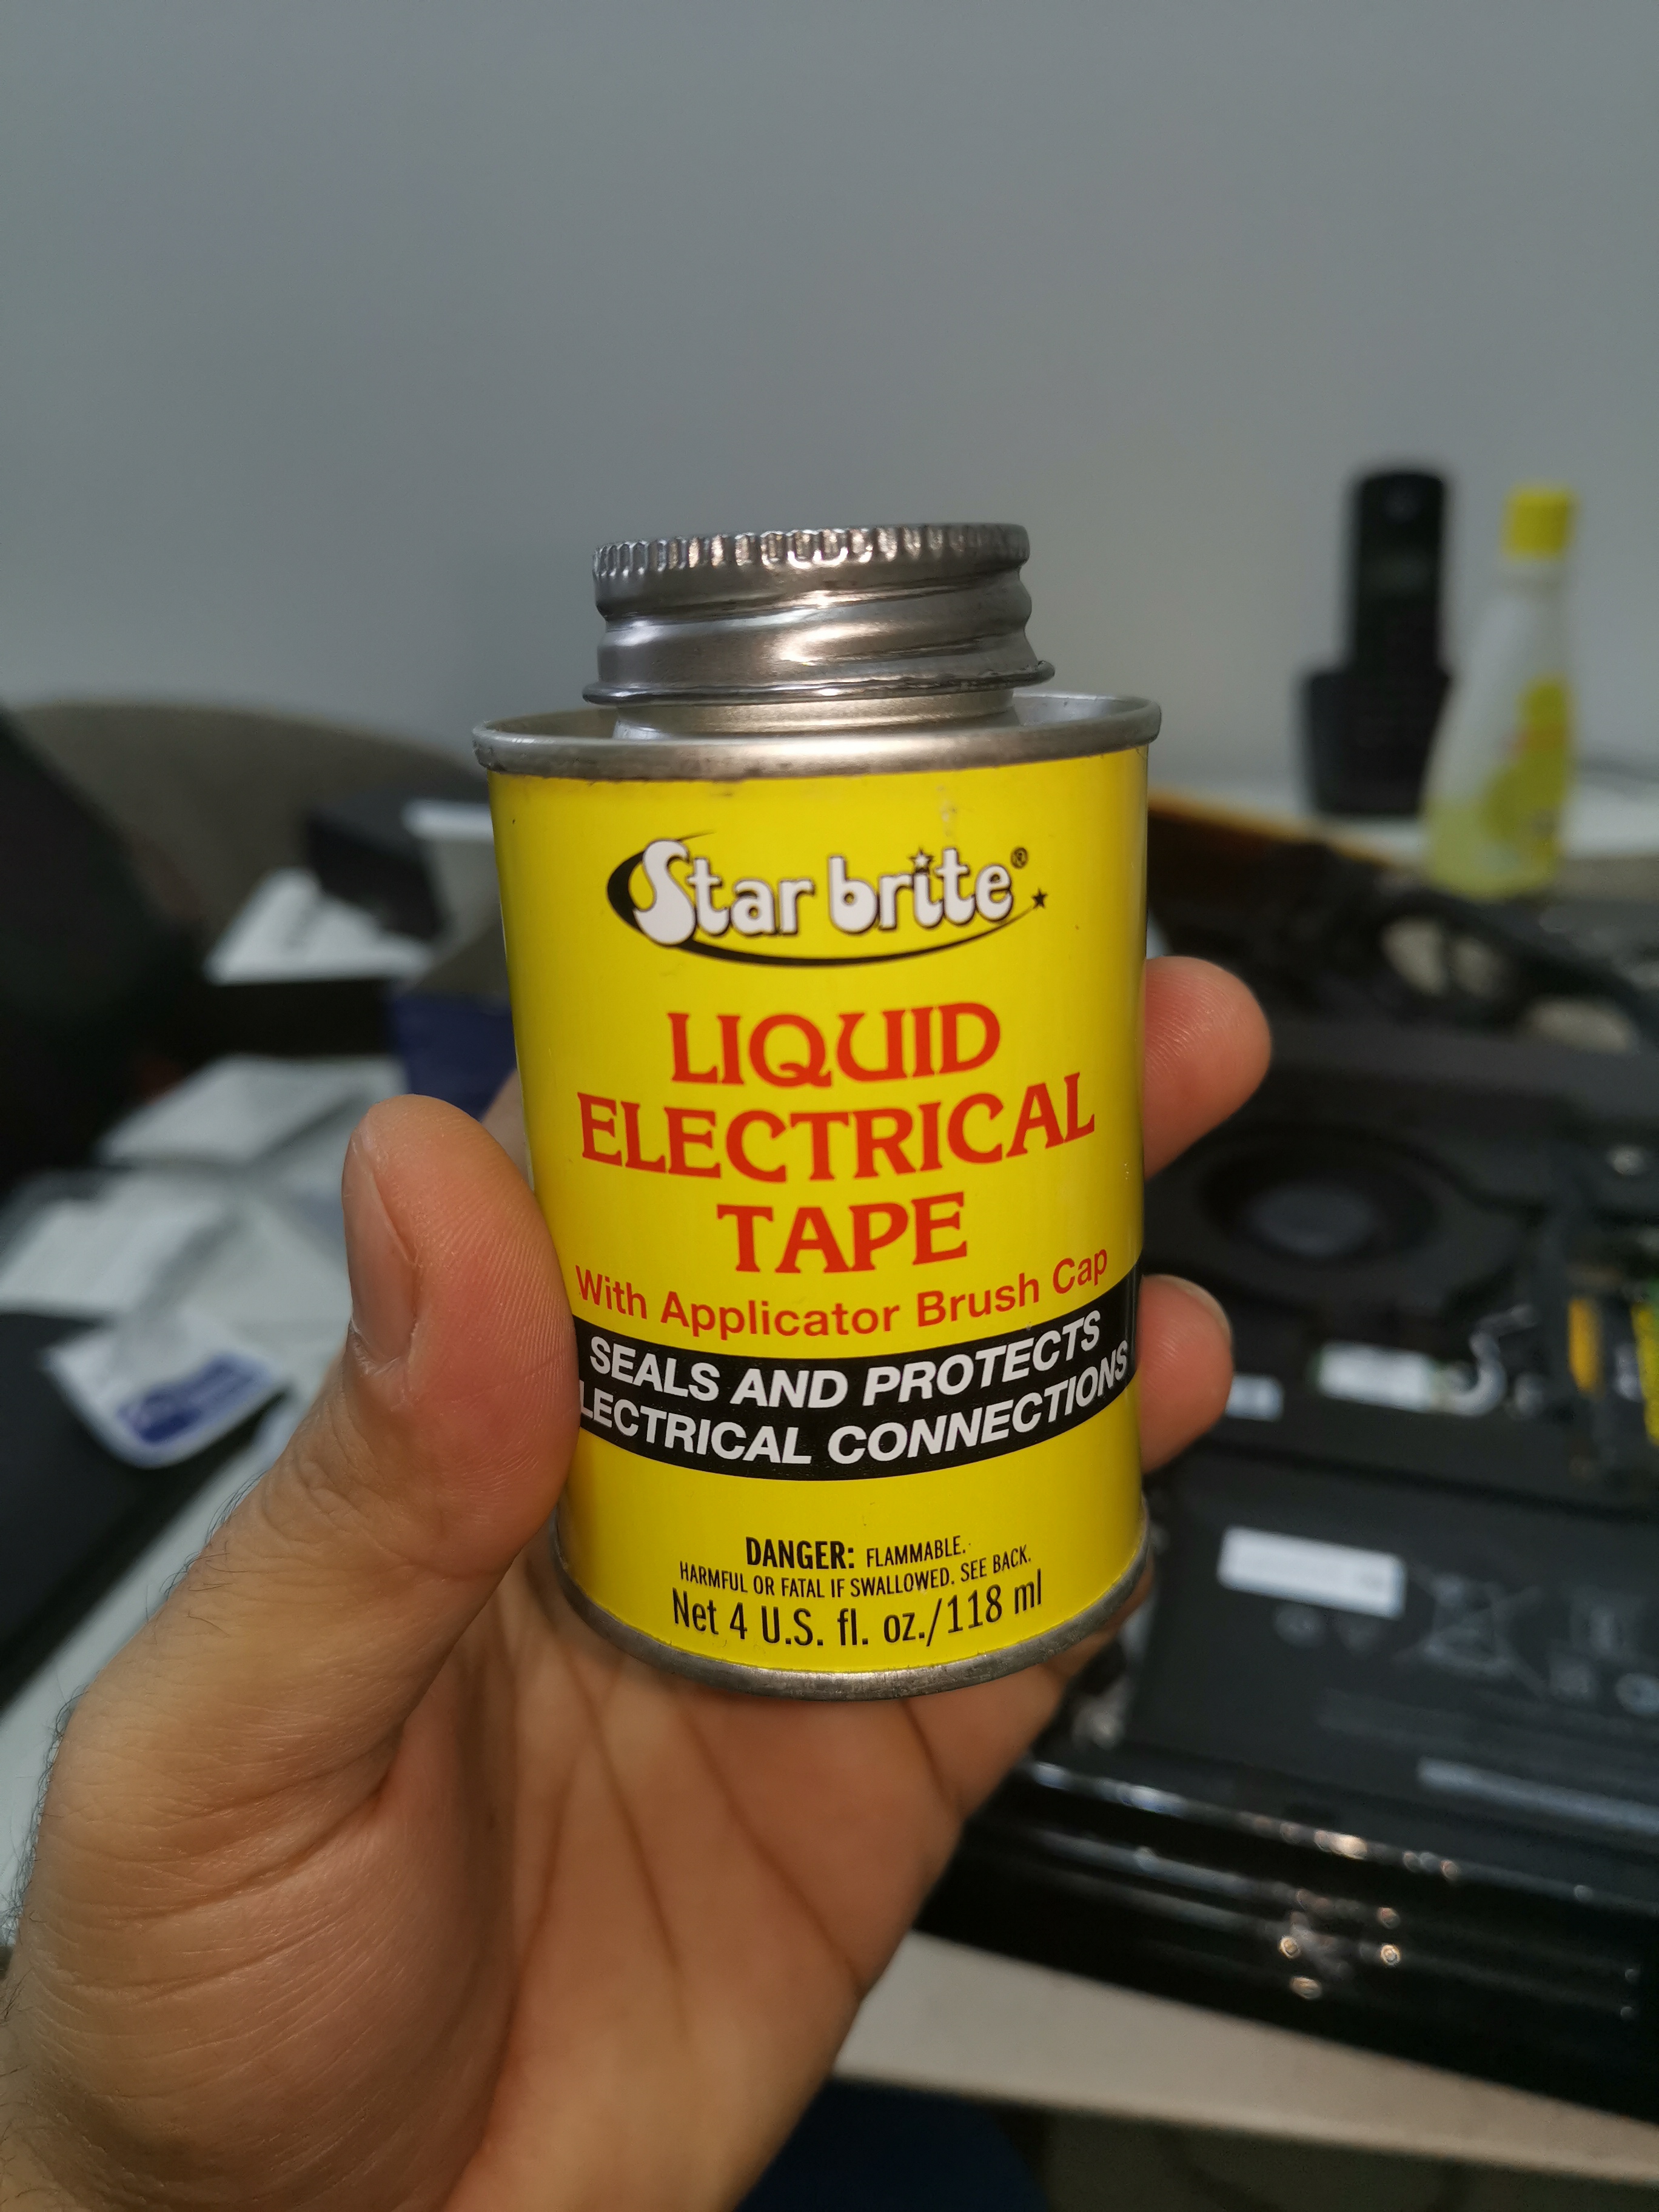 Star brite®
LIQUID
ELECTRICAL
TAPE
With Applicator Brush Cap
SEALS AND PROTECTS
LECTRICAL CONNECTIONS
DANGER: FLAMMABLE.
HARMFUL OR FATAL IF SWALLOWED. SEE BACK.
Net 4 U.S. fl. oz./118 ml